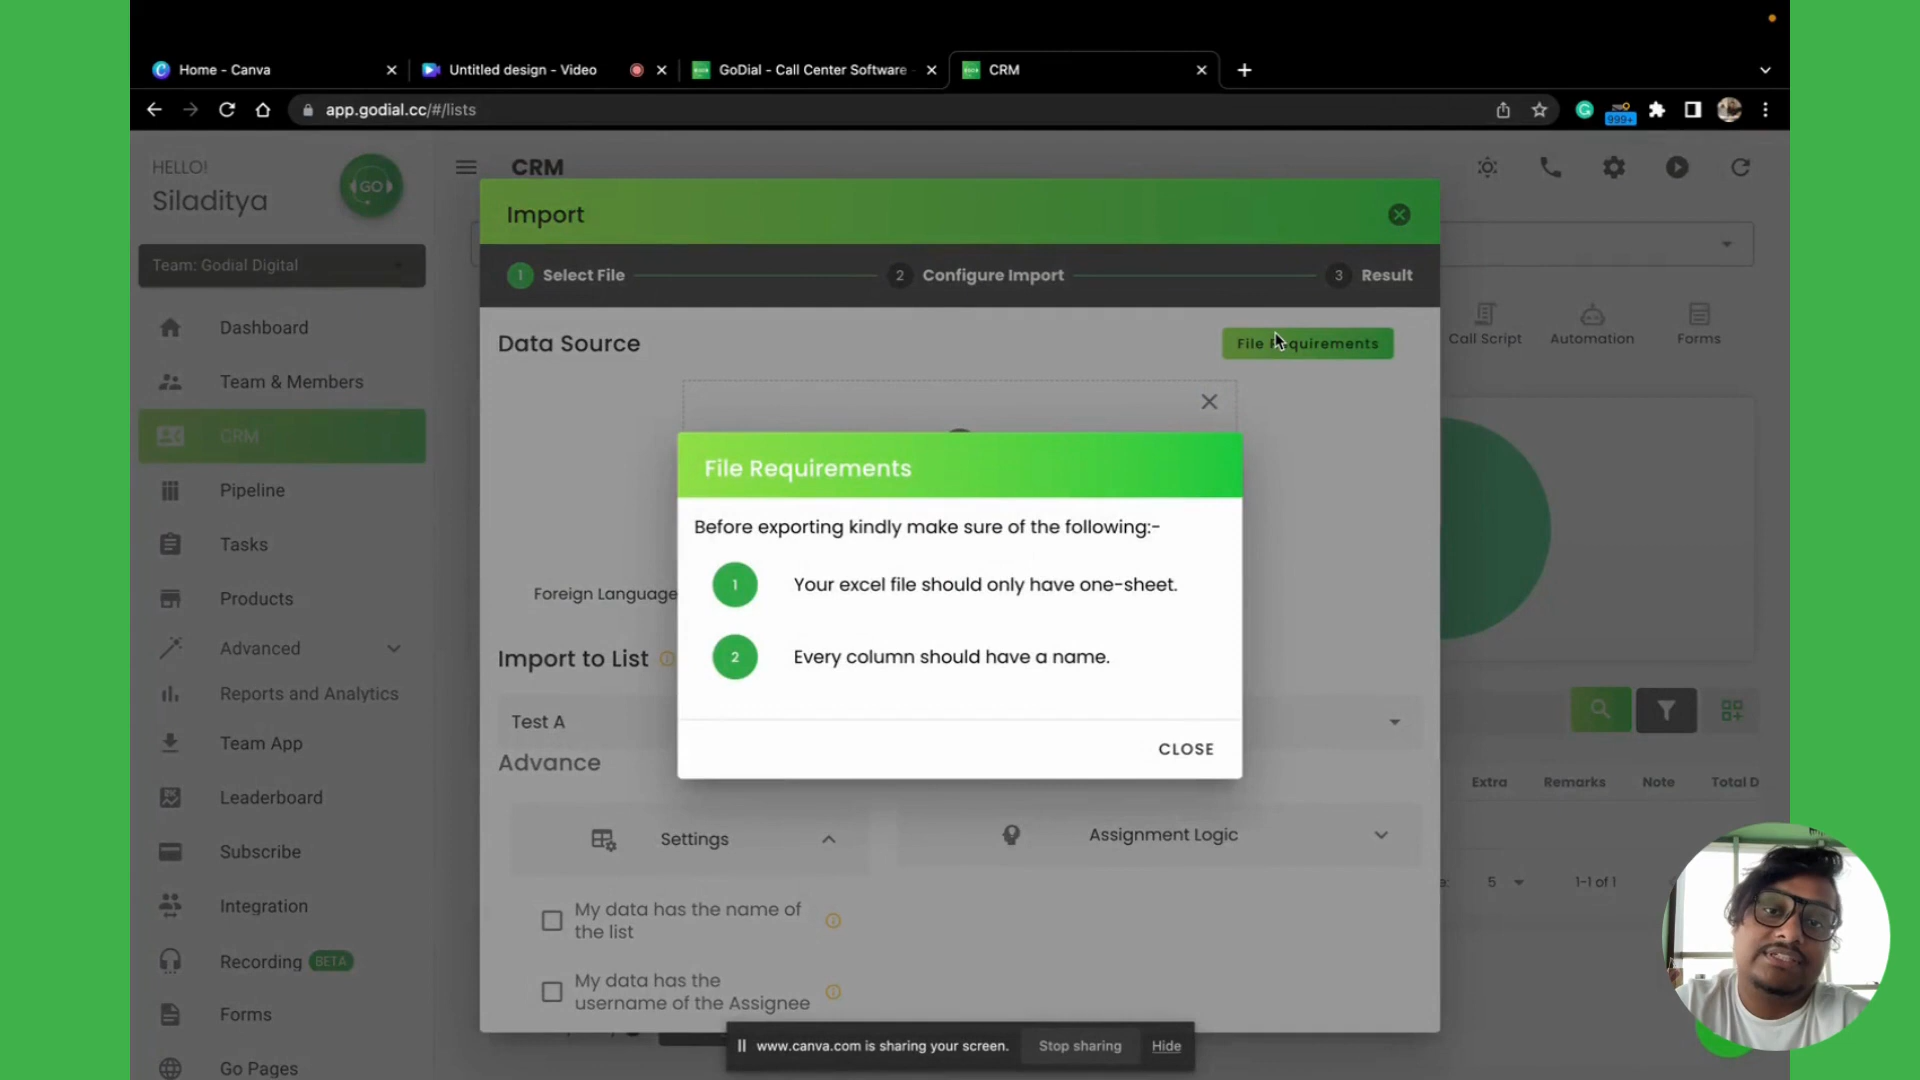 Home - Canva
Untitled design - Video
GoDial - Call Center Software
CRM
app.godial.cc/#/lists
999+
HELLO!
Siladitya
GO
CRM
Team: Godial Digital
Dashboard
Team & Members
CRM
Pipeline
Tasks
Products
Advanced
Reports and Analytics
Team App
Leaderboard
Subscribe
Integration
Recording BETA
Forms
Go Pages
Import
1 Select File
2 Configure Import
3 Result
Data Source
File Requirements
Call Script
Automation
Forms
File Requirements
Before exporting kindly make sure of the following:-
1 Your excel file should only have one-sheet.
2 Every column should have a name.
CLOSE
Foreign Language
Import to List
Test A
Advance
Settings
Assignment Logic
My data has the name of
the list
My data has the
username of the Assignee
Extra
Remarks
Note
Total D
e:
5
1-1 of 1
www.canva.com is sharing your screen.
Stop sharing
Hide